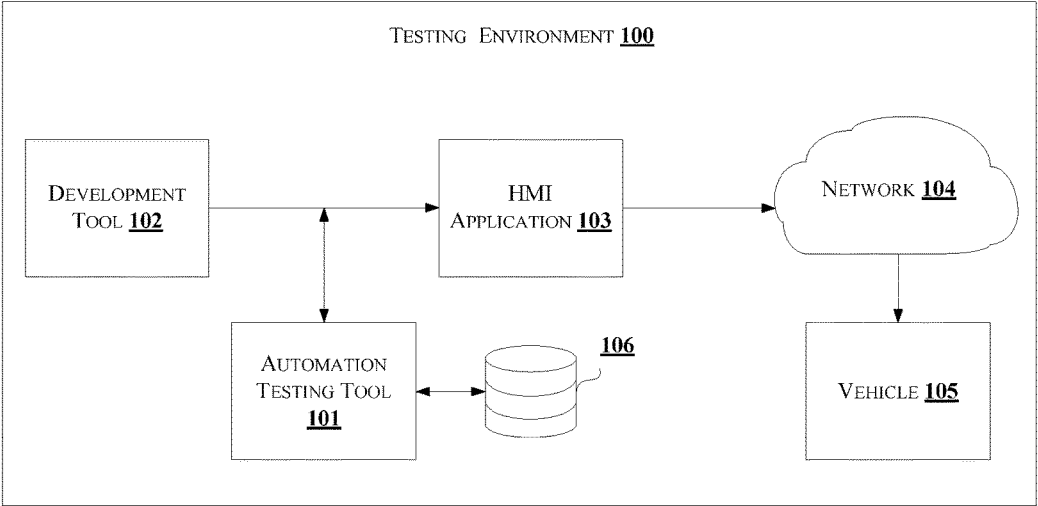 TESTING ENVIRONMENT 100
DEVELOPMENT
TOOL 102
HMI
APPLICATION 103
NETWORK 104
AUTOMATION
TESTING TOOL
101
106
VEHICLE 105